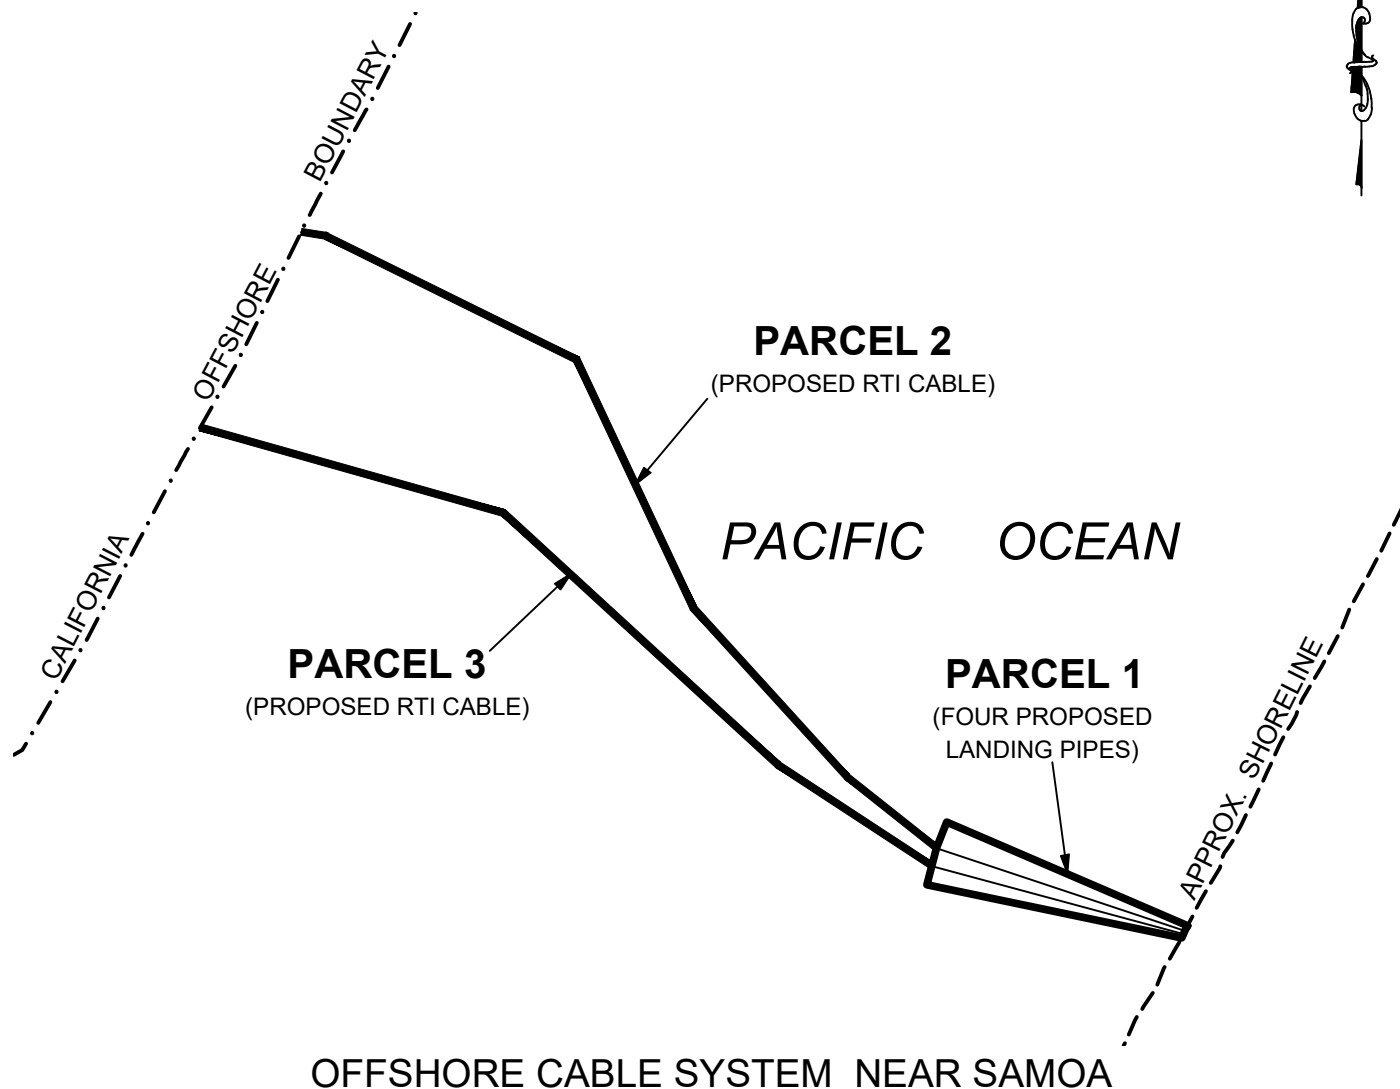 BOUNDARY
OFFSHORE
CALIFORNIA
PARCEL 2
(PROPOSED RTI CABLE)
PACIFIC OCEAN
PARCEL 3
(PROPOSED RTI CABLE)
PARCEL 1
(FOUR PROPOSED
LANDING PIPES)
APPROX. SHORELINE
OFFSHORE CABLE SYSTEM NEAR SAMOA